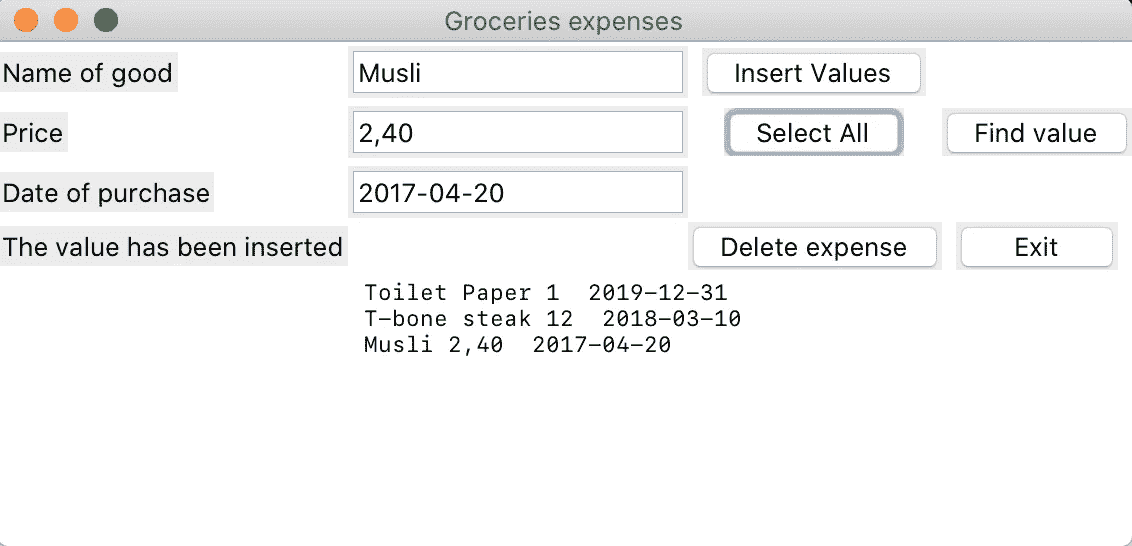 Groceries expenses
Name of good Musli Insert Values
Price 2,40 Select All Find value
Date of purchase 2017-04-20
The value has been inserted Delete expense Exit
Toilet Paper 1  2019-12-31
T-bone steak 12  2018-03-10
Musli 2,40  2017-04-20